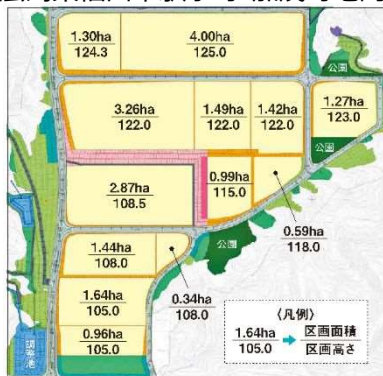 1.30ha
124.3
4.00ha
125.0
公園
3.26ha
122.0
1.49ha
122.0
1.42ha
122.0
1.27ha
123.0
公園
0.99ha
115.0
2.87ha
108.5
0.59ha
118.0
1.44ha
108.0
公園
0.34ha
108.0
1.64ha
105.0
0.96ha
105.0
調整池
〈凡例〉
1.64ha
105.0
区画面積
区画高さ